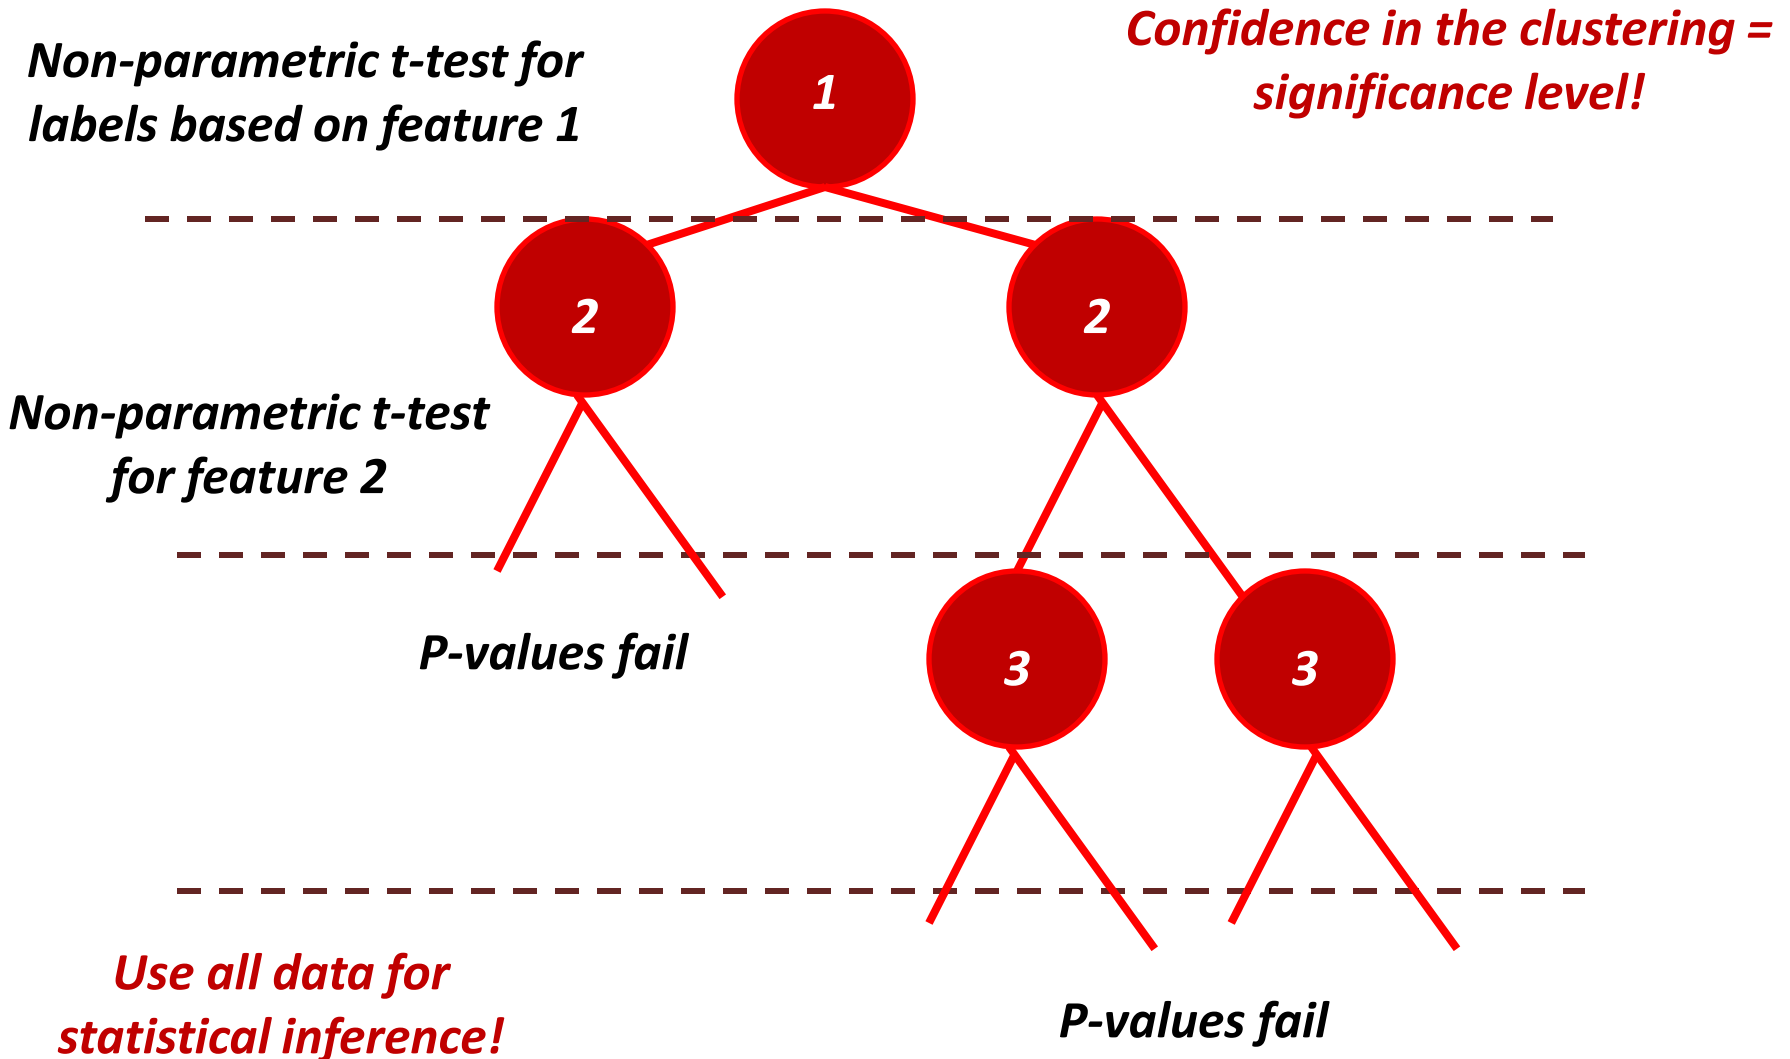 Non-parametric t-test for
labels based on feature 1
1
Confidence in the clustering =
significance level!
2
2
Non-parametric t-test
for feature 2
P-values fail
3
3
Use all data for
statistical inference!
P-values fail